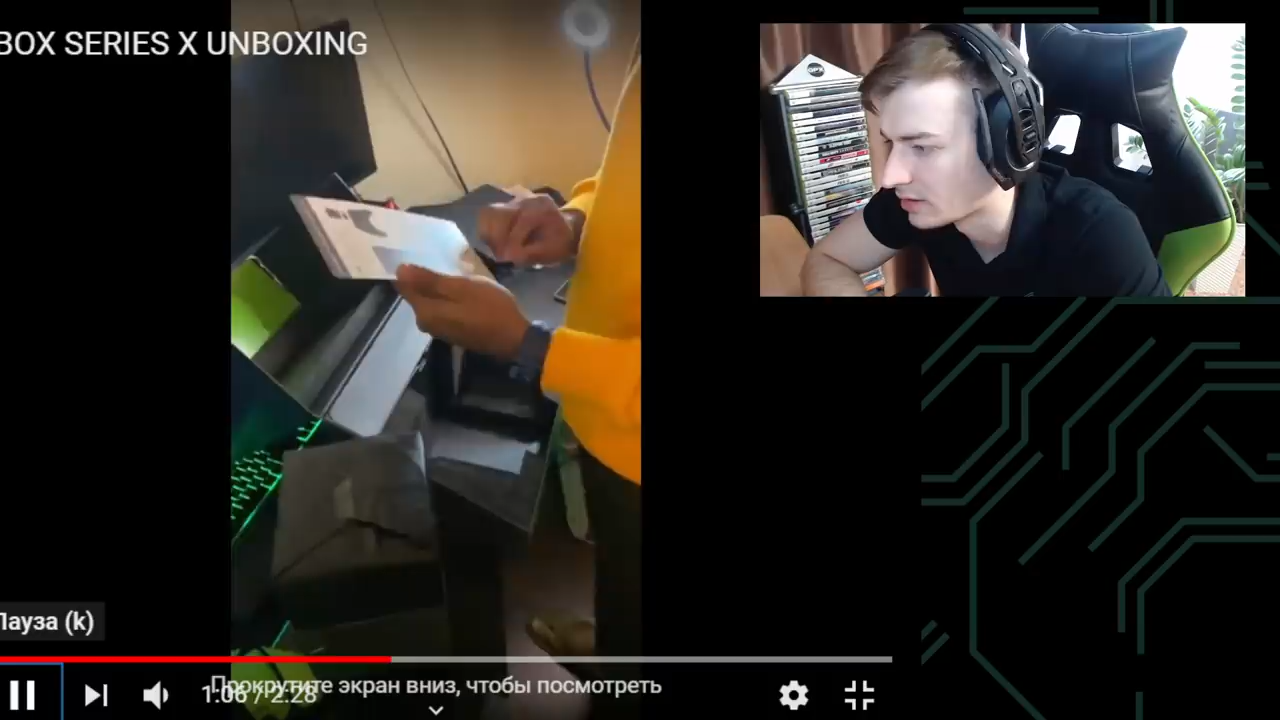 BOX SERIES X UNBOXING
Пауза (k)
1:06 / 2:28
Прокрутите экран вниз, чтобы посмотреть